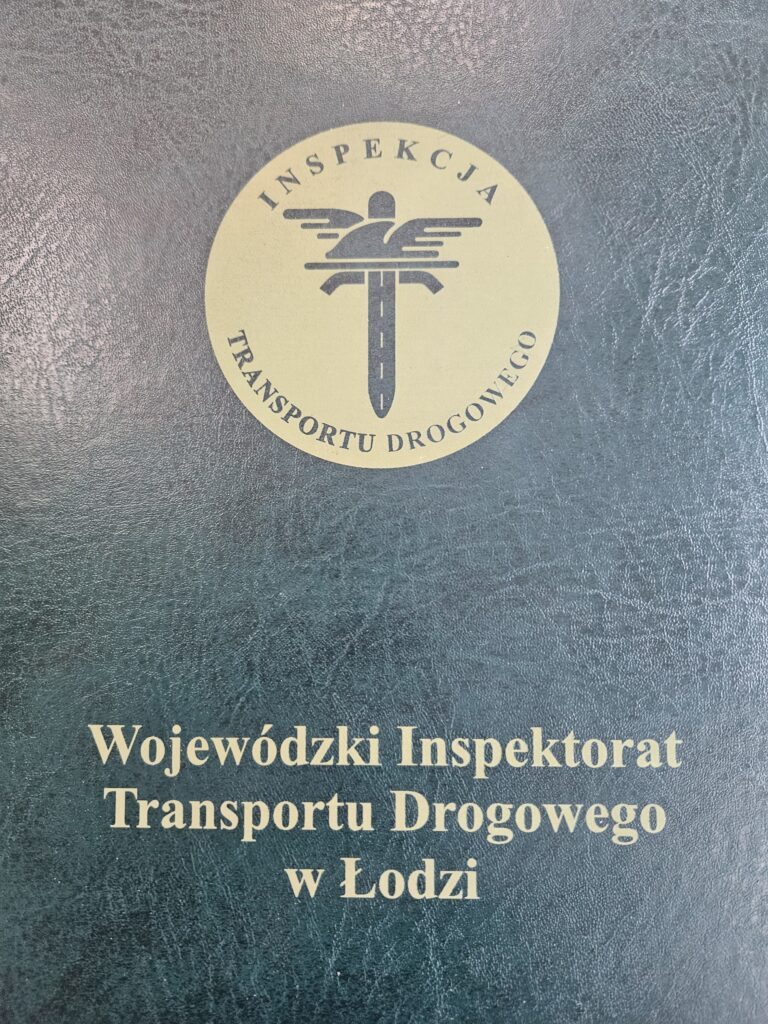 INSPEKCJA
TRANSPORTU DROGOWEGO
Wojewódzki Inspektorat
Transportu Drogowego
w Łodzi